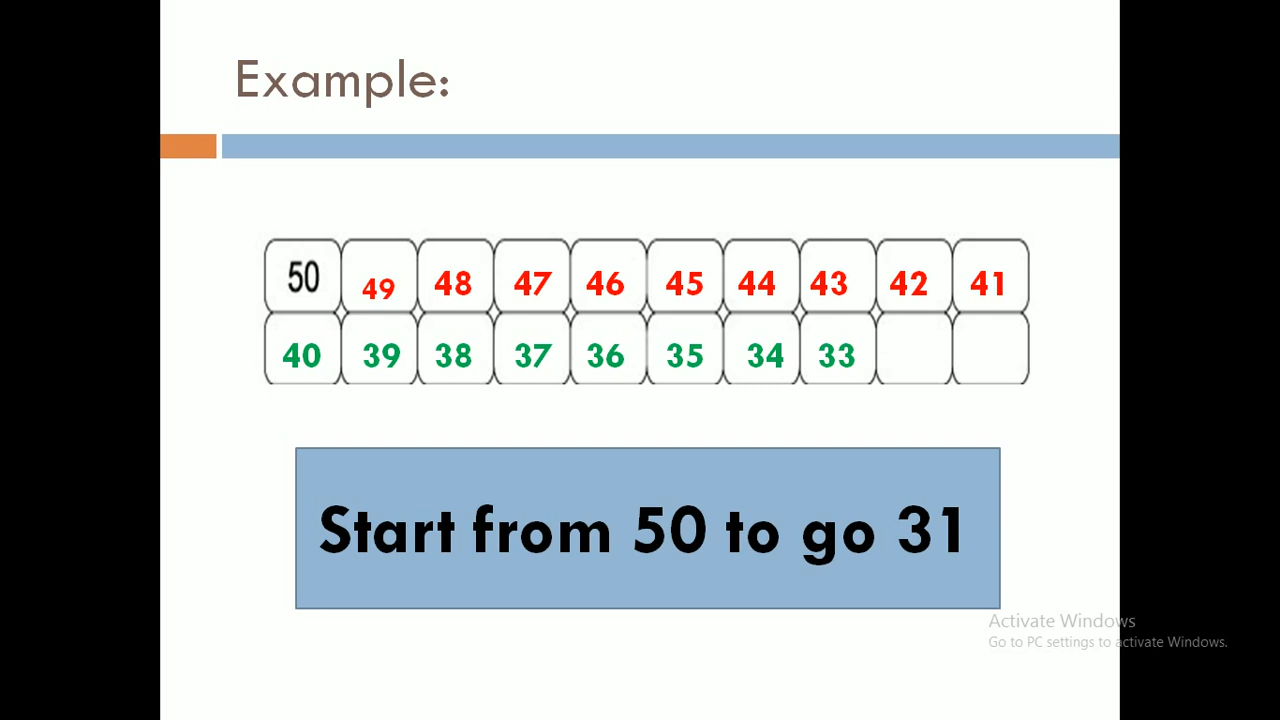 Example:
50 49 48 47 46 45 44 43 42 41
40 39 38 37 36 35 34 33
Start from 50 to go 31
Activate Windows
Go to PC settings to activate Windows.